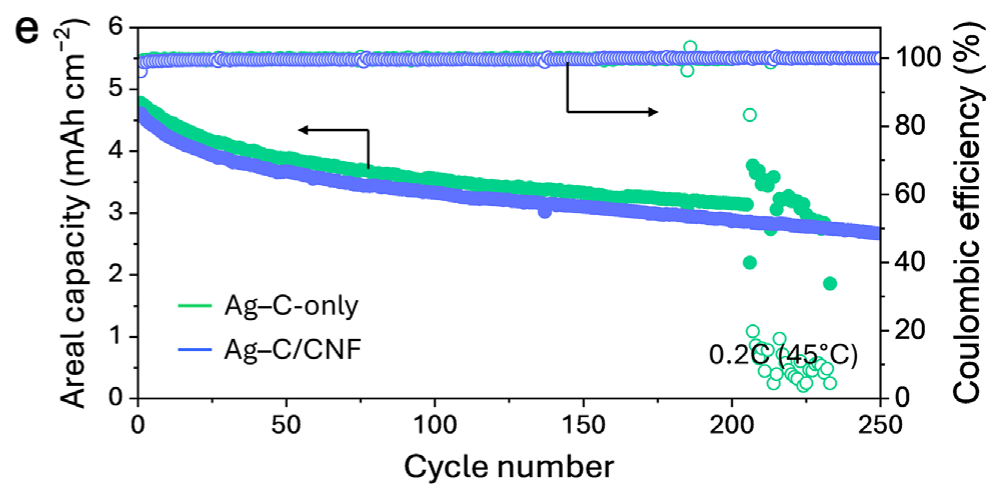 e
Areal capacity (mAh cm⁻²)
6
5
4
3
2
1
0
Ag–C-only
Ag–C/CNF
0.2C (45°C)
100
80
60
40
20
0
Coulombic efficiency (%)
0
50
100
150
200
250
Cycle number